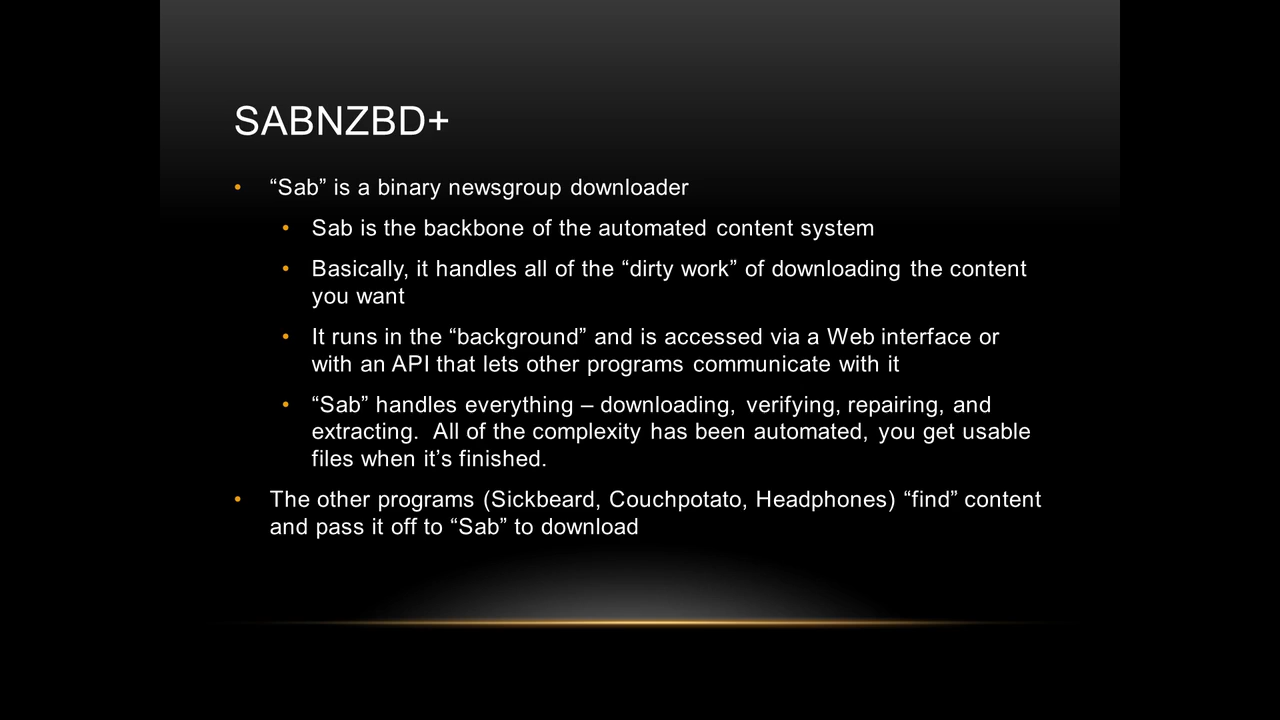 SABNZBD+
• “Sab” is a binary newsgroup downloader
• Sab is the backbone of the automated content system
• Basically, it handles all of the “dirty work” of downloading the content
you want
• It runs in the “background” and is accessed via a Web interface or
with an API that lets other programs communicate with it
• “Sab” handles everything – downloading, verifying, repairing, and
extracting.  All of the complexity has been automated, you get usable
files when it’s finished.
• The other programs (Sickbeard, Couchpotato, Headphones) “find” content
and pass it off to “Sab” to download